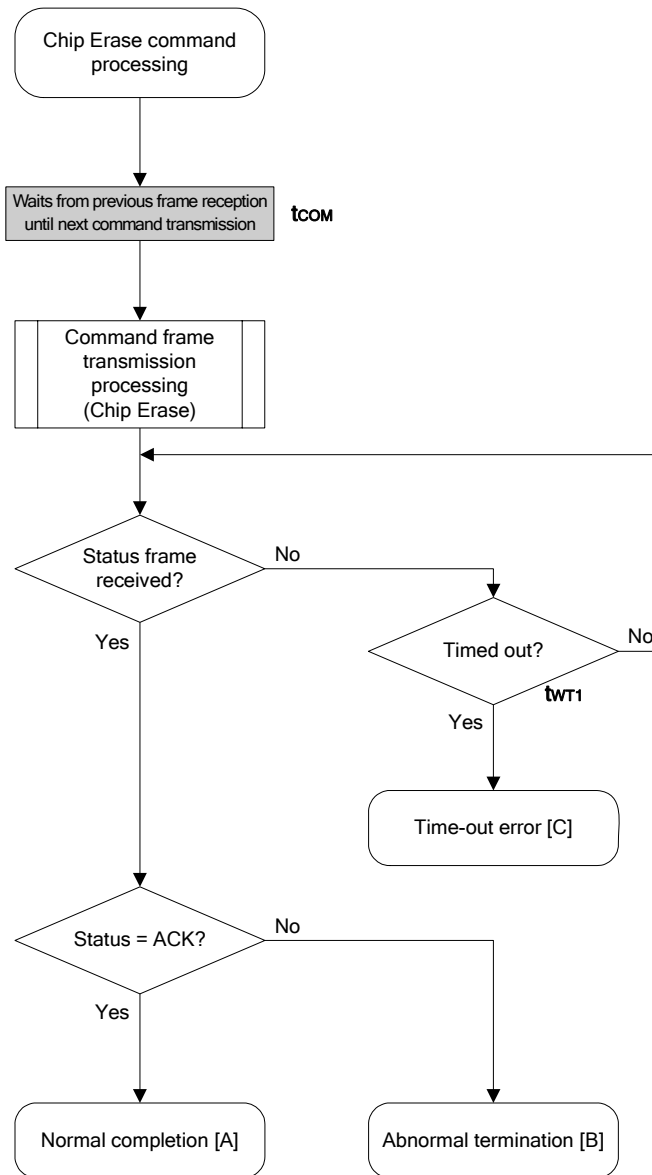 Chip Erase command
processing
Waits from previous frame reception
until next command transmission
tCOM
Command frame
transmission
processing
(Chip Erase)
Status frame
received?
No
Yes
Timed out?
No
tWT1
Yes
Time-out error [C]
Status = ACK?
No
Yes
Normal completion [A]
Abnormal termination [B]